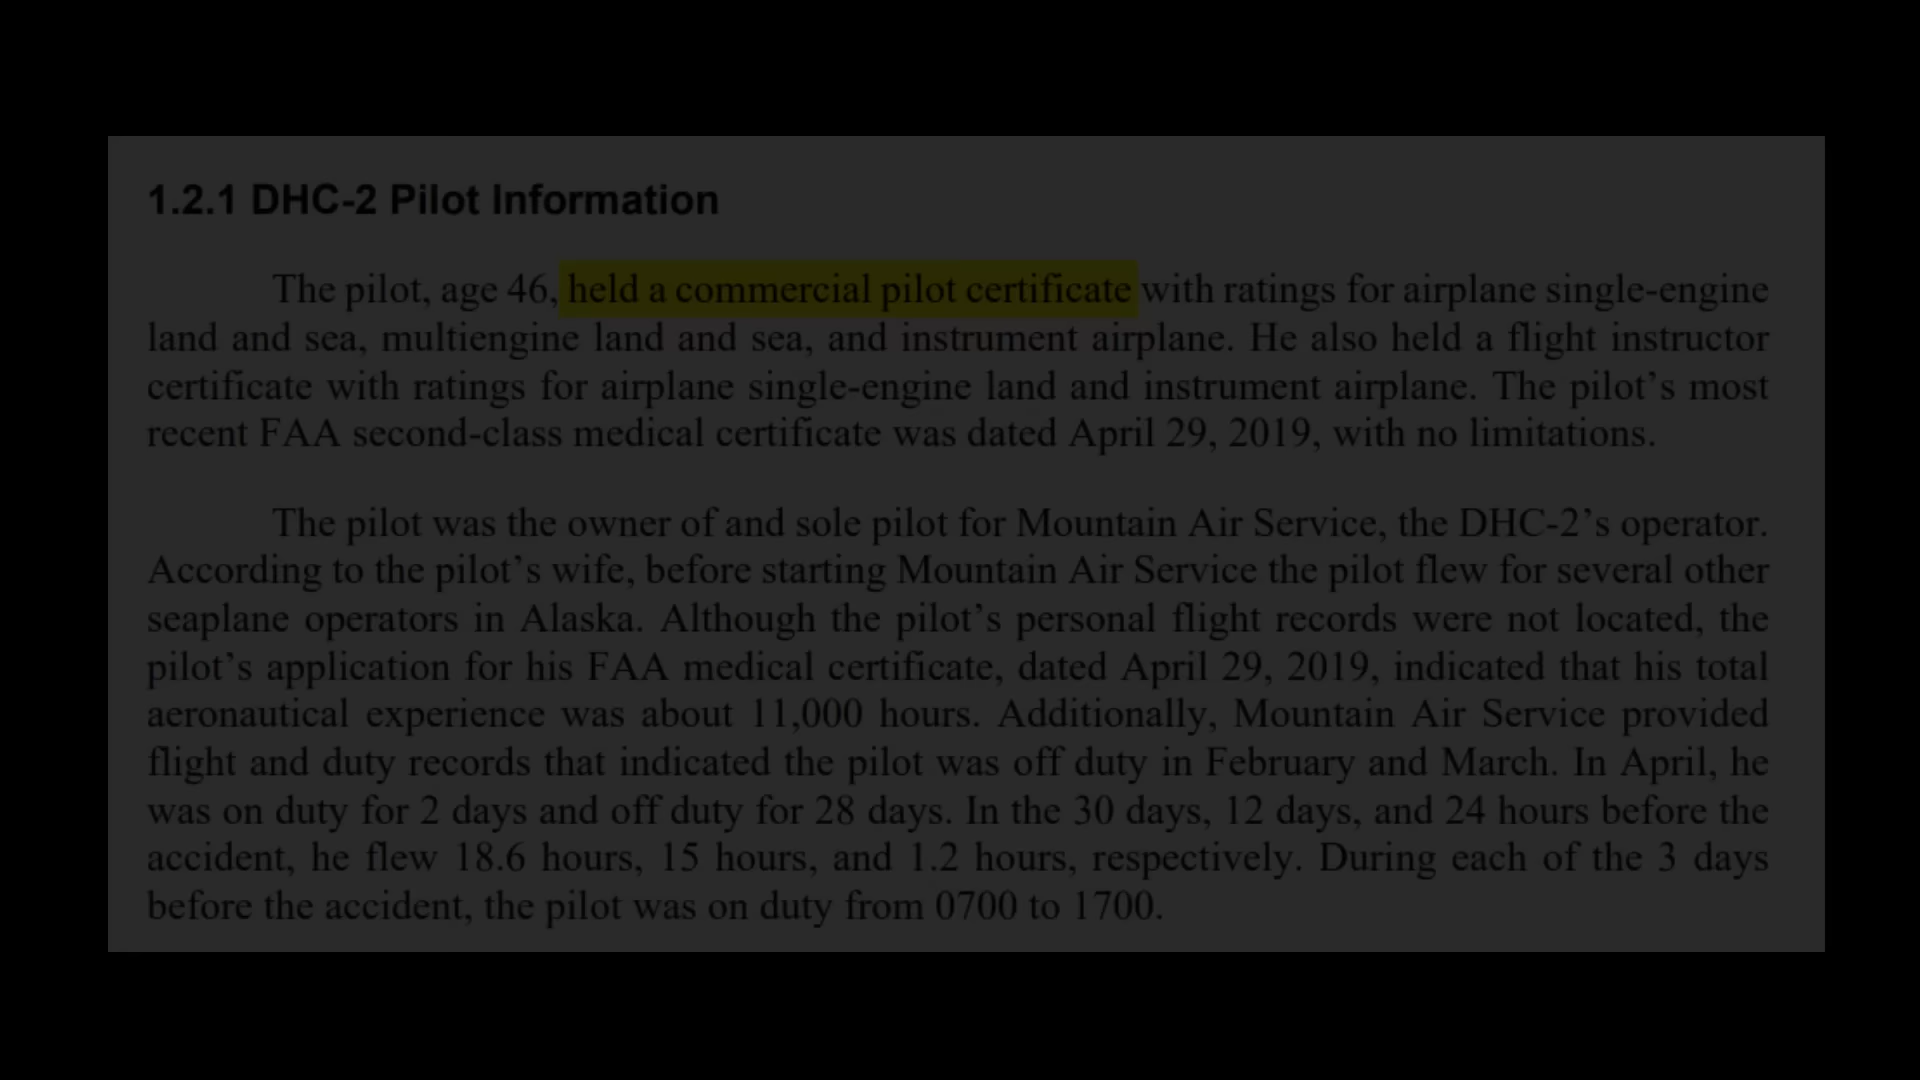 1.2.1 DHC-2 Pilot Information
The pilot, age 46, held a commercial pilot certificate with ratings for airplane single-engine
land and sea, multiengine land and sea, and instrument airplane. He also held a flight instructor
certificate with ratings for airplane single-engine land and instrument airplane. The pilot’s most
recent FAA second-class medical certificate was dated April 29, 2019, with no limitations.
The pilot was the owner of and sole pilot for Mountain Air Service, the DHC-2’s operator.
According to the pilot’s wife, before starting Mountain Air Service the pilot flew for several other
seaplane operators in Alaska. Although the pilot’s personal flight records were not located, the
pilot’s application for his FAA medical certificate, dated April 29, 2019, indicated that his total
aeronautical experience was about 11,000 hours. Additionally, Mountain Air Service provided
flight and duty records that indicated the pilot was off duty in February and March. In April, he
was on duty for 2 days and off duty for 28 days. In the 30 days, 12 days, and 24 hours before the
accident, he flew 18.6 hours, 15 hours, and 1.2 hours, respectively. During each of the 3 days
before the accident, the pilot was on duty from 0700 to 1700.